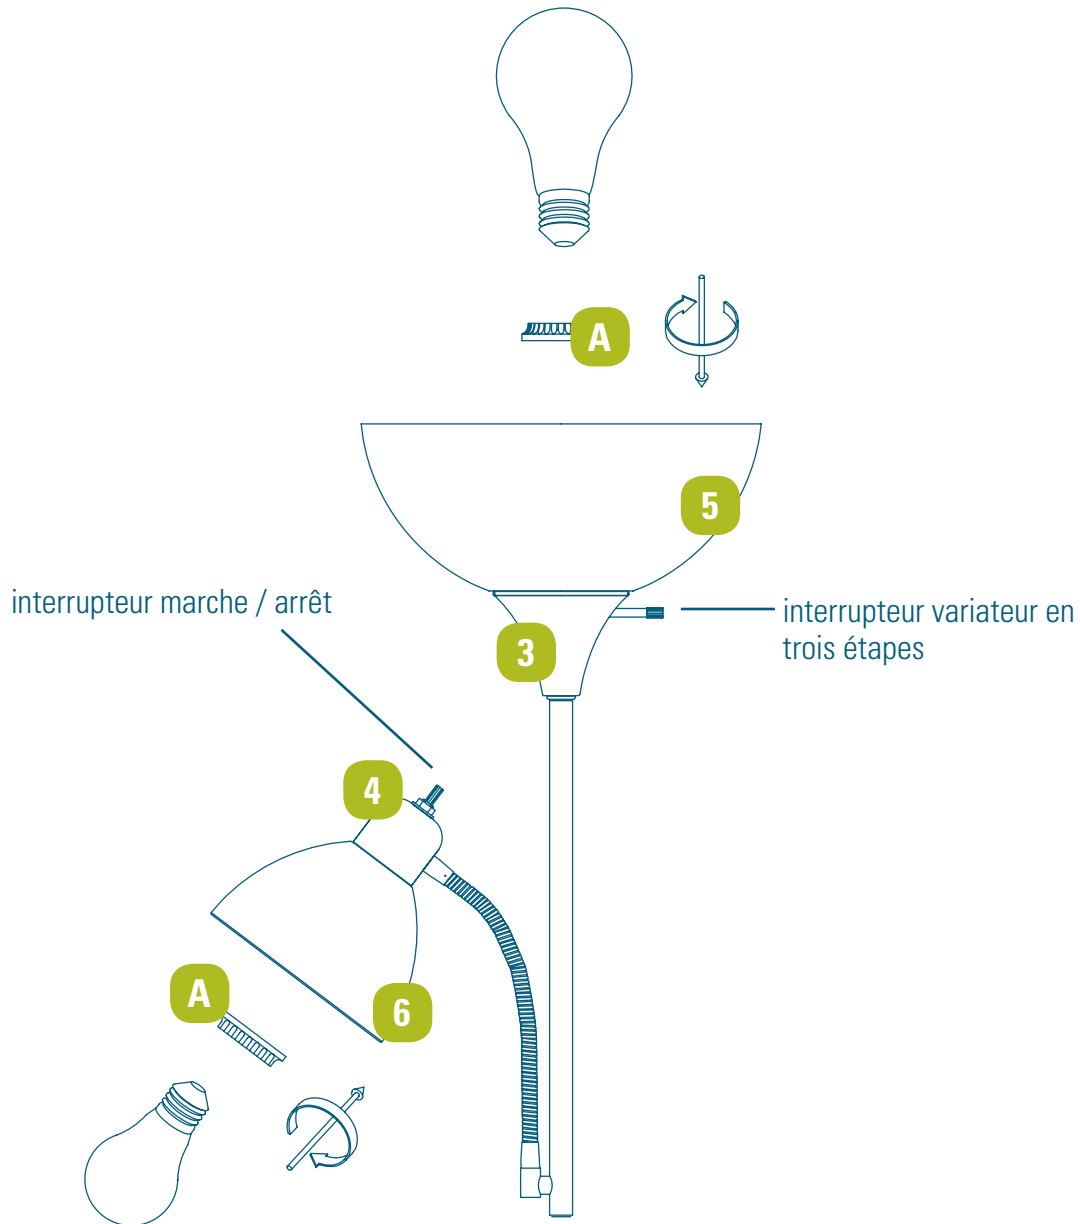 A
5
interrupteur marche / arrêt
interrupteur variateur en
trois étapes
3
4
A
6